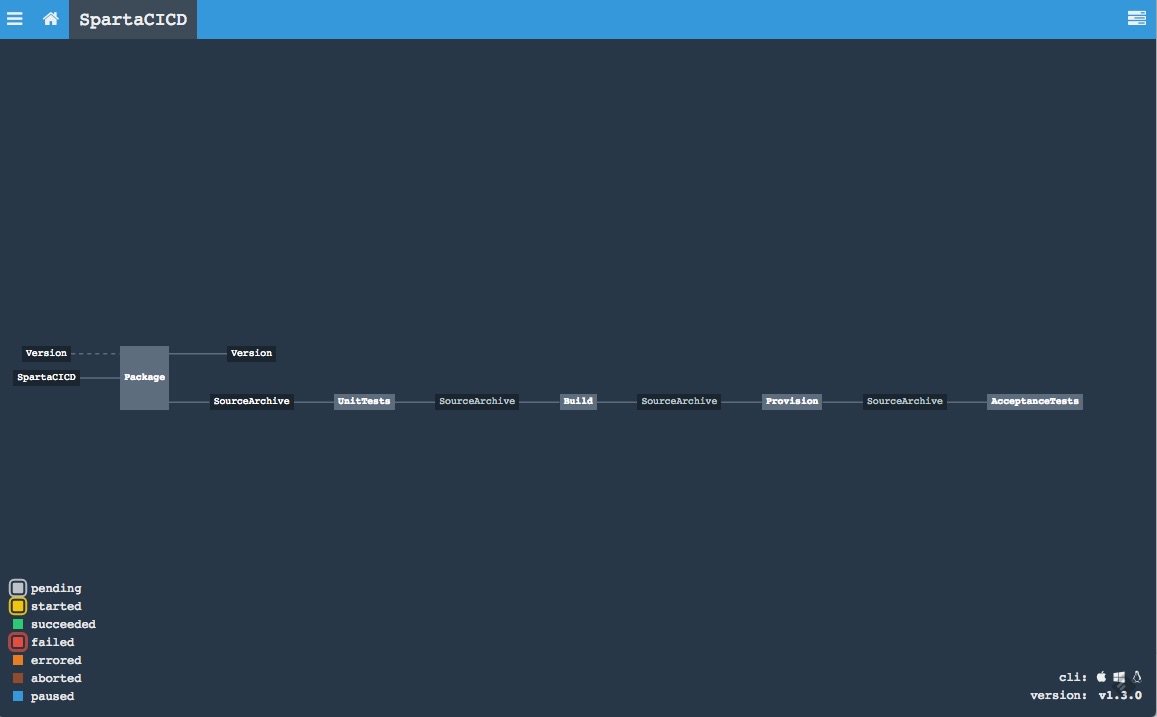 SpartaCICD
Version Version
SpartaCICD Package
SourceArchive UnitTests SourceArchive Build SourceArchive Provision SourceArchive AcceptanceTests
pending
started
succeeded
failed
errored
aborted
paused
cli:
version: v1.3.0